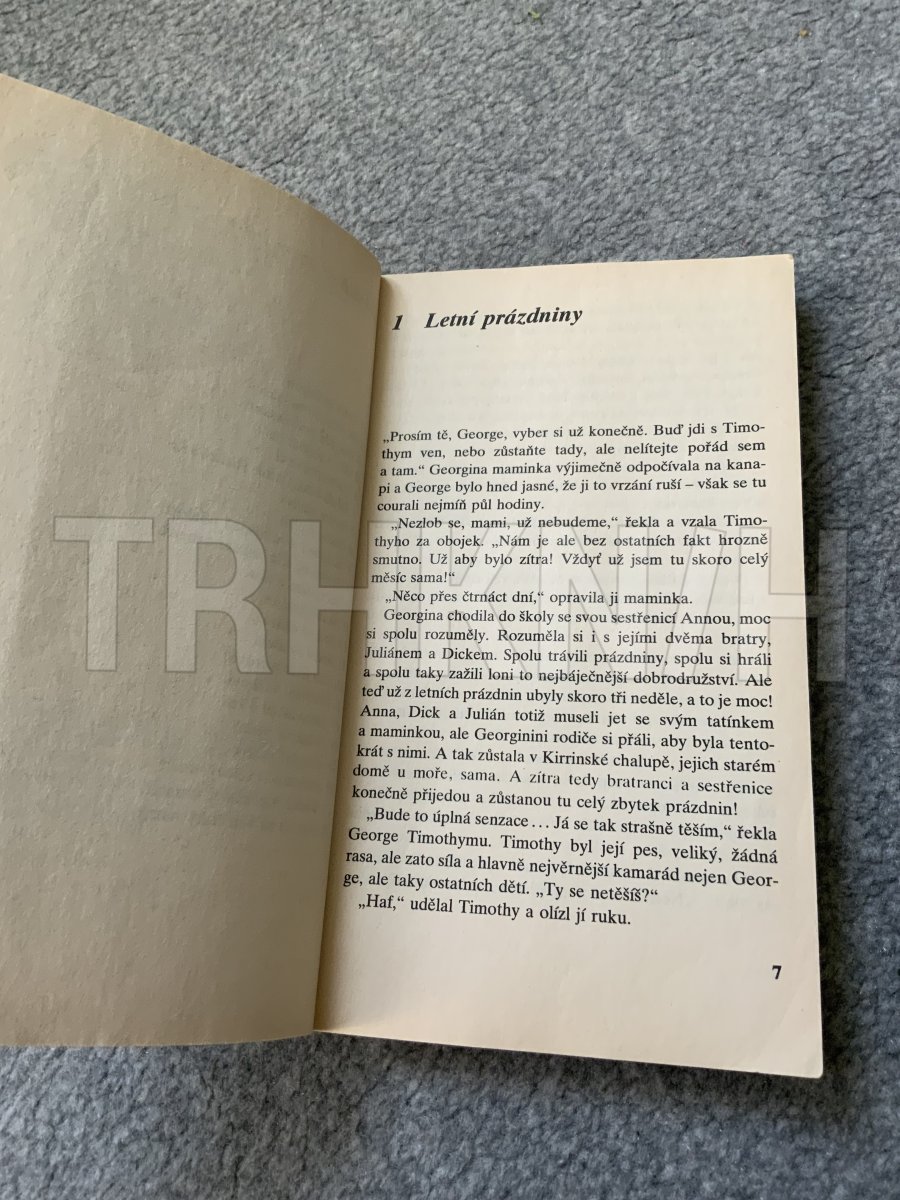 1 Letní prázdniny
„Prosím tě, George, vyber si už konečně. Buď jdi s Timo-
thym ven, nebo zůstaňte tady, ale nelítejte pořád sem
a tam.“ Georgina maminka výjimečně odpočívala na kana-
pi a George bylo hned jasné, že ji to vrzání ruší – však se tu
courali nejmíň půl hodiny.
„Nezlob se, mami, už nebudeme,“ řekla a vzala Timo-
thyho za obojek. „Nám je ale bez ostatních fakt hrozně
smutno. Už aby bylo zítra! Vždyť už jsem tu skoro celý
měsíc sama!“
„Něco přes čtrnáct dní,“ opravila ji maminka.
Georgina chodila do školy se svou sestřenicí Annou, moc
si spolu rozuměly. Rozuměla si i s jejími dvěma bratry,
Juliánem a Dickem. Spolu trávili prázdniny, spolu si hráli
a spolu taky zažili loni to nejbáječnější dobrodružství. Ale
teď už z letních prázdnin ubyly skoro tři neděle, a to je moc!
Anna, Dick a Julián totiž museli jet se svým tatínkem
a maminkou, ale Georginini rodiče si přáli, aby byla tento-
krát s nimi. A tak zůstala v Kirrinské chalupě, jejich starém
domě u moře, sama. A zítra tedy bratranci a sestřenice
konečně přijedou a zůstanou tu celý zbytek prázdnin!
„Bude to úplná senzace ... Já se tak strašně těším,“ řekla
George Timothymu. Timothy byl její pes, veliký, žádná
rasa, ale zato síla a hlavně nejvěrnější kamarád nejen Geor-
ge, ale taky ostatních dětí. „Ty se netěšíš?“
„Haf,“ udělal Timothy a olízl jí ruku.
7
TRHKNIH